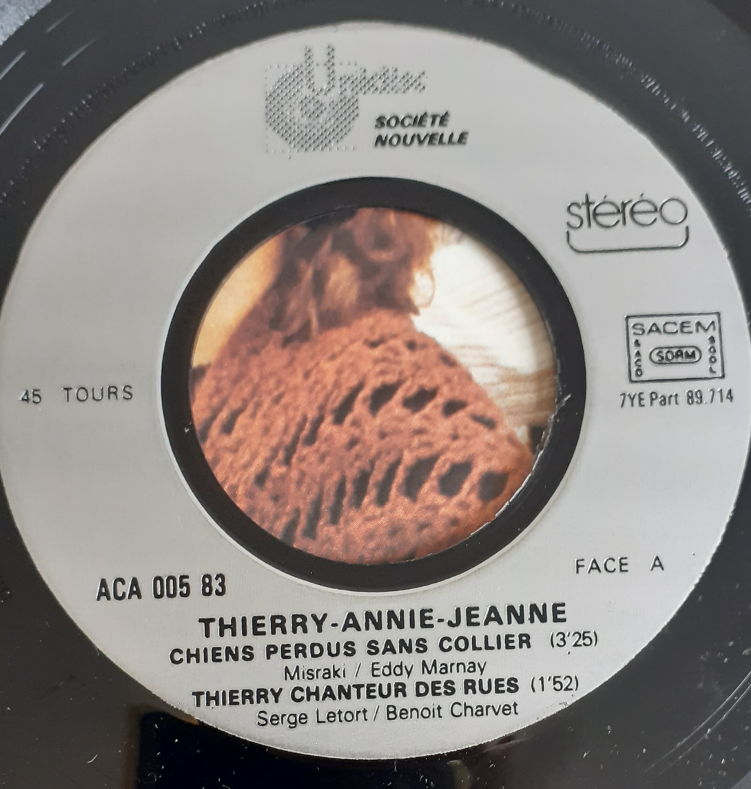 Unidisc
SOCIÉTÉ
NOUVELLE
stéréo
SACEM
SACD
SDRM
SGDL
7YE Part 89.714
45 TOURS
FACE A
ACA 005 83
THIERRY-ANNIE-JEANNE
CHIENS PERDUS SANS COLLIER (3'25)
Misraki / Eddy Marnay
THIERRY CHANTEUR DES RUES (1'52)
Serge Letort / Benoit Charvet